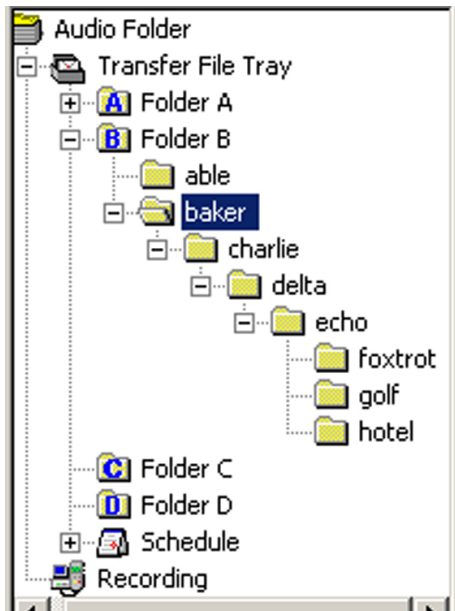 Audio Folder
Transfer File Tray
A Folder A
B Folder B
able
baker
charlie
delta
echo
foxtrot
golf
hotel
C Folder C
D Folder D
Schedule
Recording